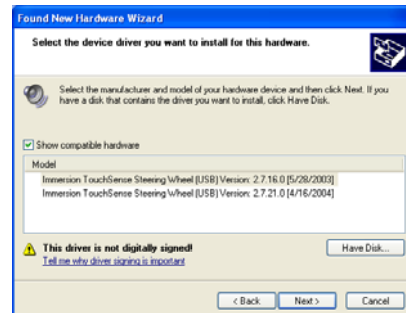 Found New Hardware Wizard
Select the device driver you want to install for this hardware.
Select the manufacturer and model of your hardware device and then click Next. If you
have a disk that contains the driver you want to install, click Have Disk.
Show compatible hardware
Model
Immersion TouchSense Steering Wheel (USB) Version: 2.7.16.0 [5/28/2003]
Immersion TouchSense Steering Wheel (USB) Version: 2.7.21.0 [4/16/2004]
This driver is not digitally signed!
Have Disk...
Tell me why driver signing is important
< Back
Next >
Cancel